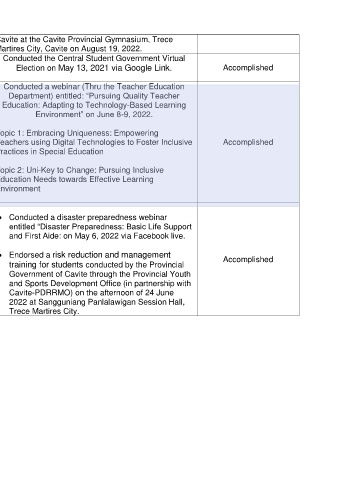 Cavite at the Cavite Provincial Gymnasium, Trece
Martires City, Cavite on August 19, 2022.
Conducted the Central Student Government Virtual
Election on May 13, 2021 via Google Link.
Accomplished
Conducted a webinar (Thru the Teacher Education
Department) entitled: “Pursuing Quality Teacher
Education: Adapting to Technology-Based Learning
Environment” on June 8-9, 2022.
opic 1: Embracing Uniqueness: Empowering
eachers using Digital Technologies to Foster Inclusive
ractices in Special Education
Accomplished
opic 2: Uni-Key to Change: Pursuing Inclusive
ducation Needs towards Effective Learning
nvironment
• Conducted a disaster preparedness webinar
entitled “Disaster Preparedness: Basic Life Support
and First Aide: on May 6, 2022 via Facebook live.
• Endorsed a risk reduction and management
training for students conducted by the Provincial
Government of Cavite through the Provincial Youth
and Sports Development Office (in partnership with
Cavite-PDRRMO) on the afternoon of 24 June
2022 at Sangguniang Panlalawigan Session Hall,
Trece Martires City.
Accomplished